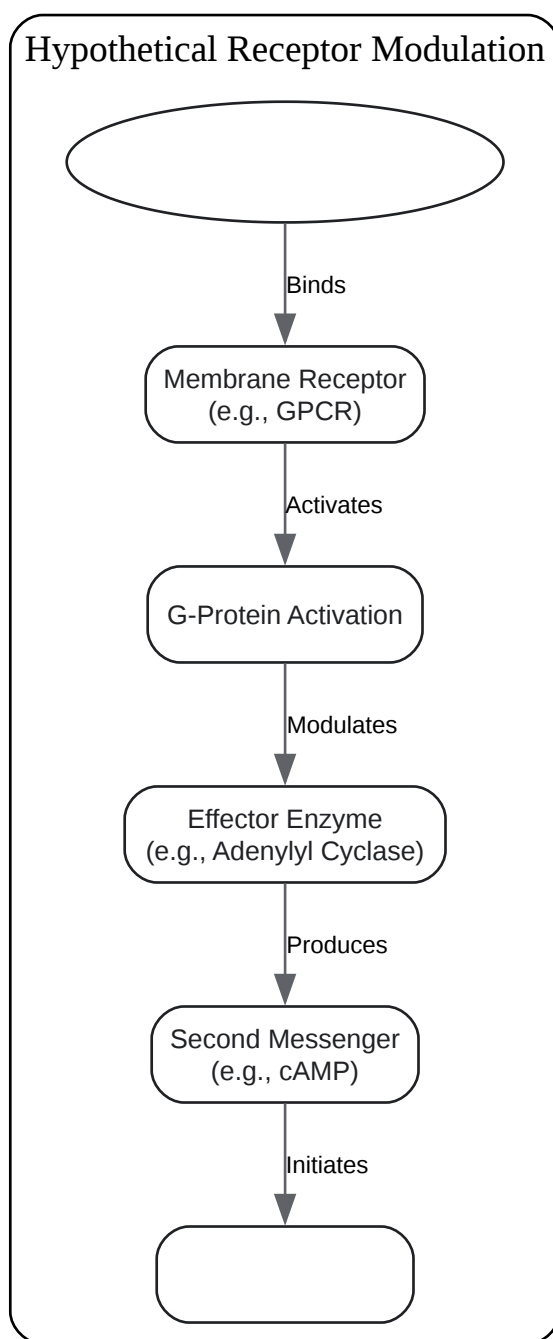 Hypothetical Receptor Modulation
Binds
Membrane Receptor
(e.g., GPCR)
Activates
G-Protein Activation
Modulates
Effector Enzyme
(e.g., Adenylyl Cyclase)
Produces
Second Messenger
(e.g., cAMP)
Initiates